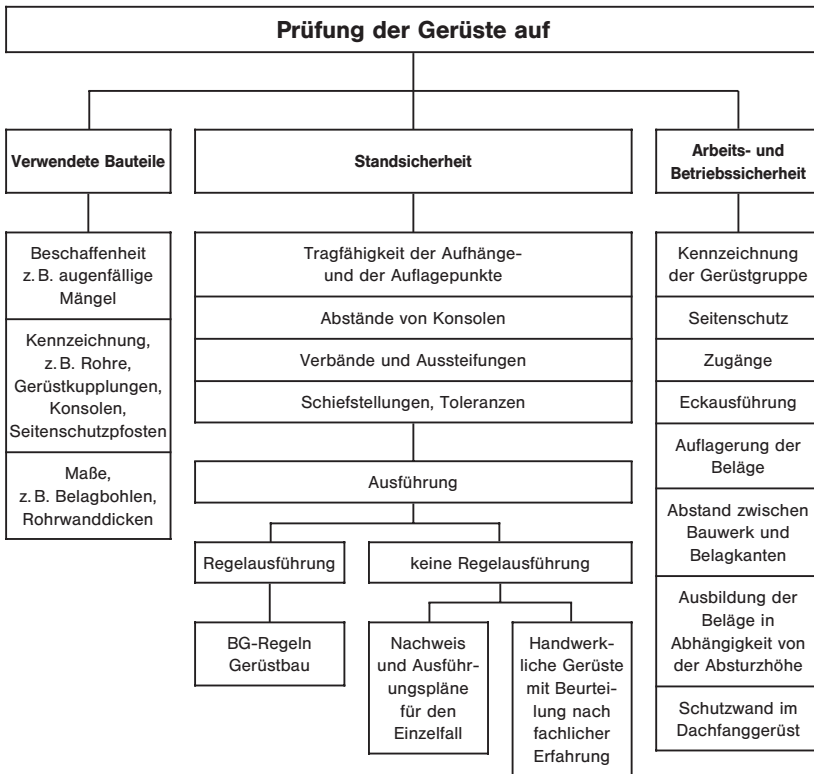 Prüfung der Gerüste auf
Verwendete Bauteile
Beschaffenheit
z. B. augenfällige
Mängel
Kennzeichnung,
z. B. Rohre,
Gerüstkupplungen,
Konsolen,
Seitenschutzpfosten
Maße,
z. B. Belagbohlen,
Rohrwanddicken
Standsicherheit
Tragfähigkeit der Aufhänge-
und der Auflagepunkte
Abstände von Konsolen
Verbände und Aussteifungen
Schiefstellungen, Toleranzen
Ausführung
Regelausführung
BG-Regeln
Gerüstbau
keine Regelausführung
Nachweis
und Ausfüh-
rungspläne
für den
Einzelfall
Handwerk-
liche Gerüste
mit Beurtei-
lung nach
fachlicher
Erfahrung
Arbeits- und
Betriebssicherheit
Kennzeichnung
der Gerüstgruppe
Seitenschutz
Zugänge
Eckausführung
Auflagerung der
Beläge
Abstand zwischen
Bauwerk und
Belagkanten
Ausbildung der
Beläge in
Abhängigkeit von
der Absturzhöhe
Schutzwand im
Dachfanggerüst